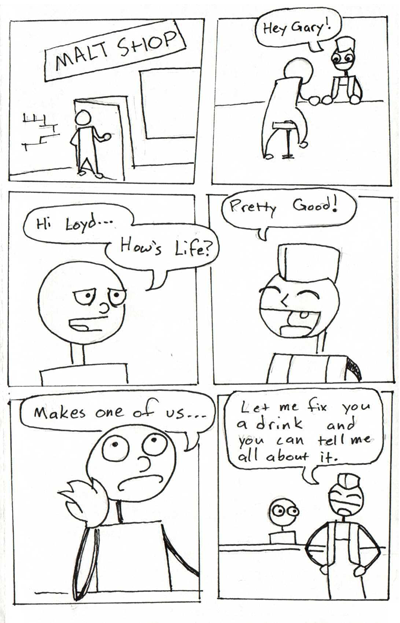 MALT SHOP
Hey Gary!
Hi Loyd...
How's Life?
Pretty Good!
Makes one of us...
Let me fix you
a drink and
you can tell me
all about it.